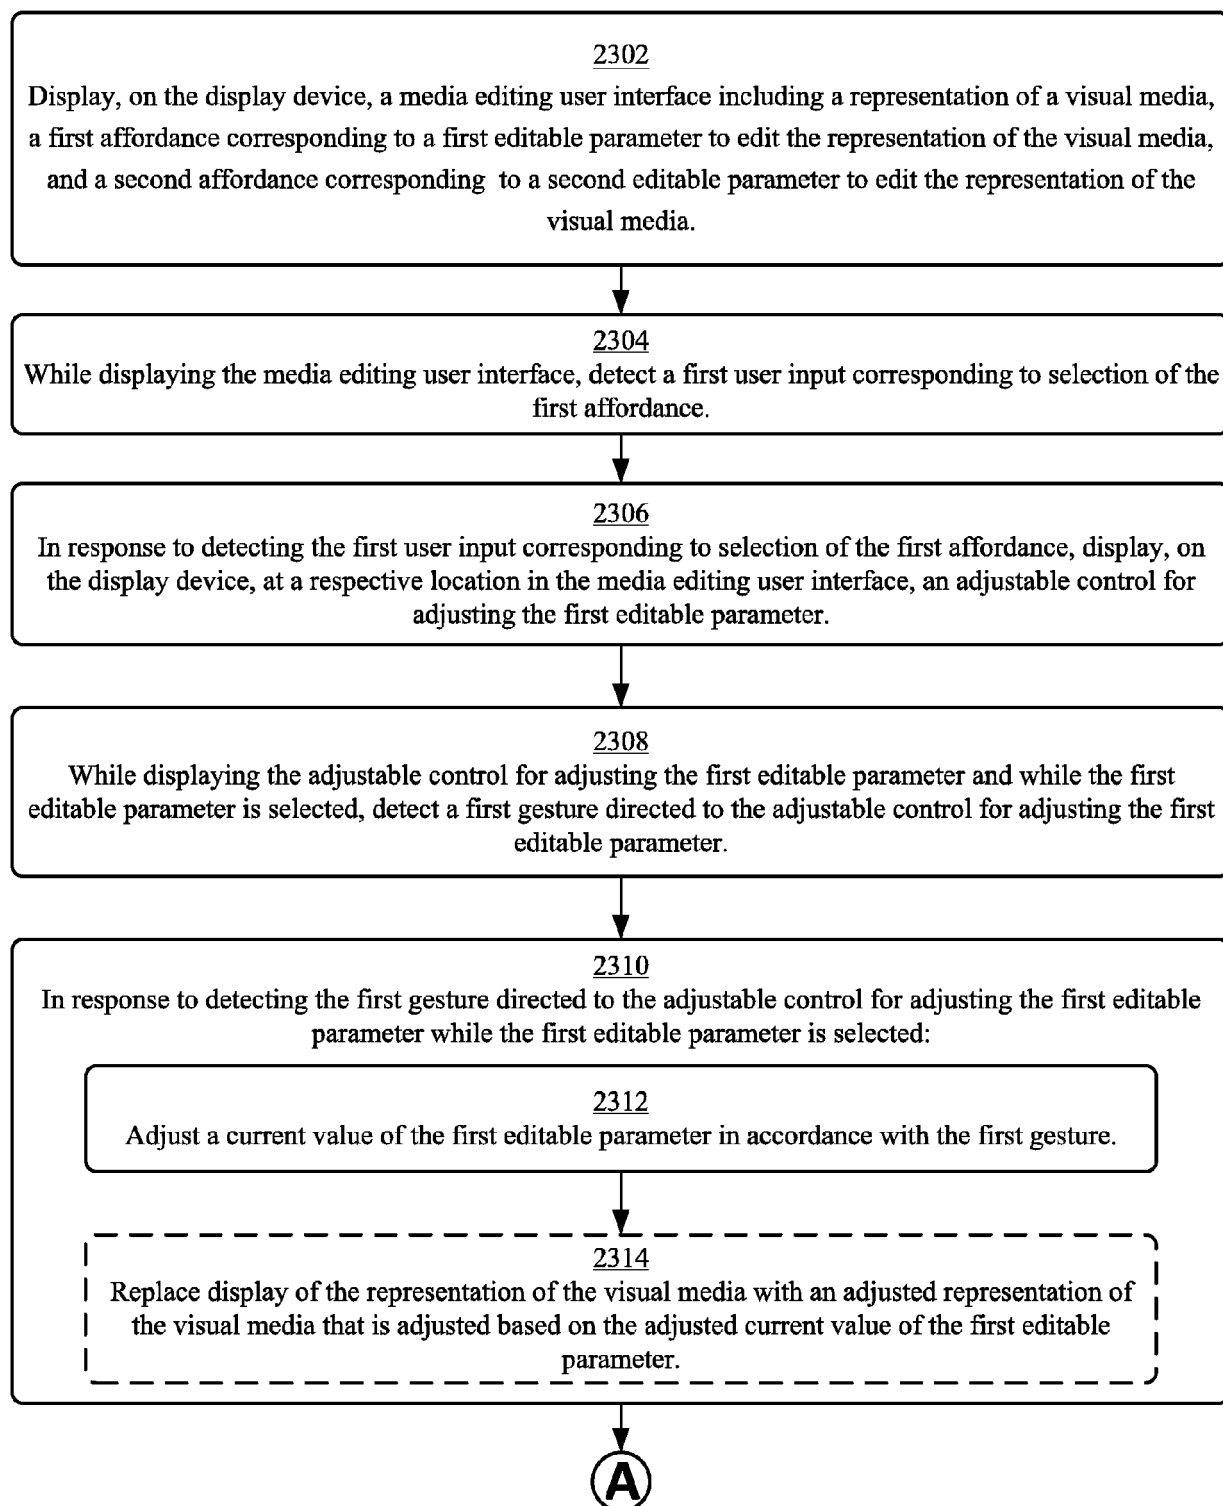 2302
Display, on the display device, a media editing user interface including a representation of a visual media,
a first affordance corresponding to a first editable parameter to edit the representation of the visual media,
and a second affordance corresponding to a second editable parameter to edit the representation of the
visual media.
2304
While displaying the media editing user interface, detect a first user input corresponding to selection of the
first affordance.
2306
In response to detecting the first user input corresponding to selection of the first affordance, display, on
the display device, at a respective location in the media editing user interface, an adjustable control for
adjusting the first editable parameter.
2308
While displaying the adjustable control for adjusting the first editable parameter and while the first
editable parameter is selected, detect a first gesture directed to the adjustable control for adjusting the first
editable parameter.
2310
In response to detecting the first gesture directed to the adjustable control for adjusting the first editable
parameter while the first editable parameter is selected:
2312
Adjust a current value of the first editable parameter in accordance with the first gesture.
2314
Replace display of the representation of the visual media with an adjusted representation of
the visual media that is adjusted based on the adjusted current value of the first editable
parameter.
A